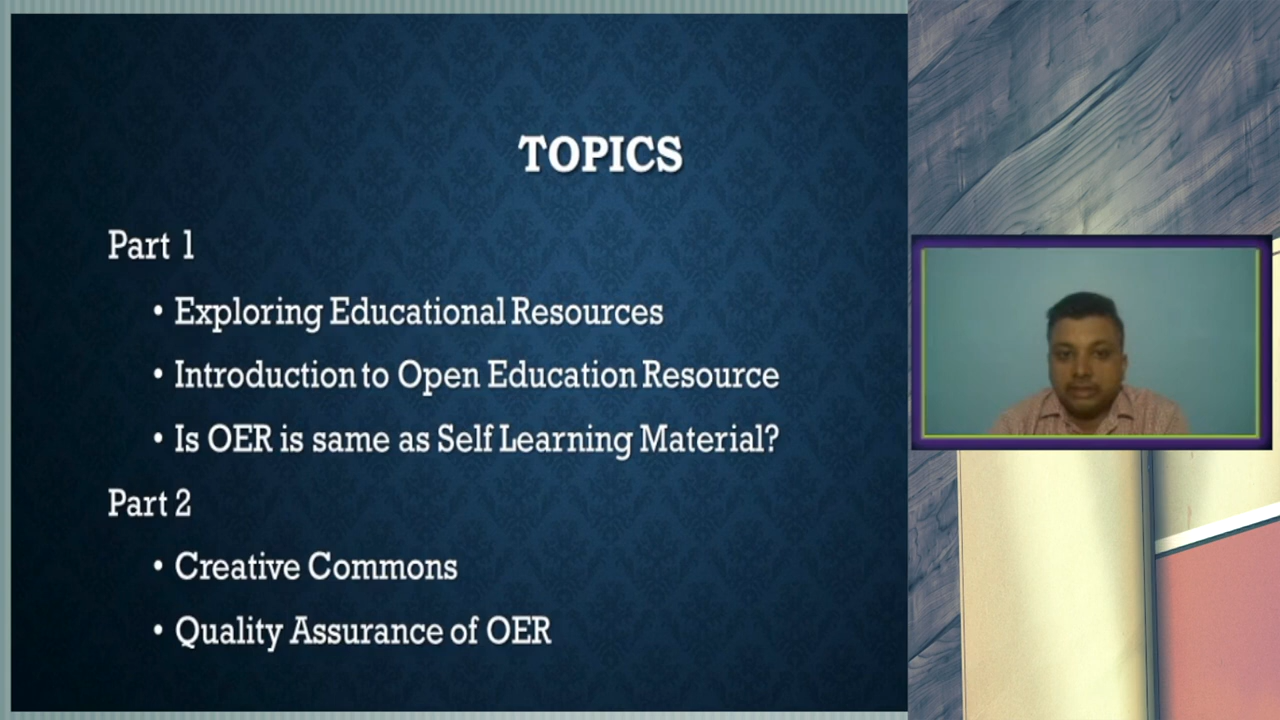 TOPICS
Part 1
• Exploring Educational Resources
• Introduction to Open Education Resource
• Is OER is same as Self Learning Material?
Part 2
• Creative Commons
• Quality Assurance of OER